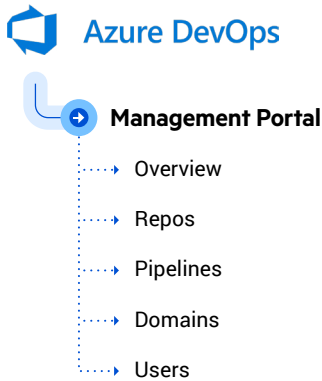 Azure DevOps
Management Portal
Overview
Repos
Pipelines
Domains
Users